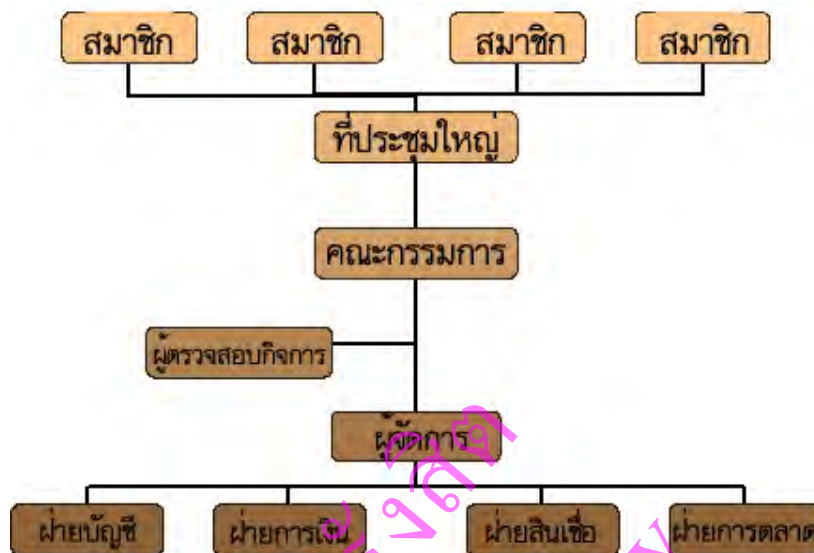 สมาชิก สมาชิก สมาชิก สมาชิก
ที่ประชุมใหญ่
คณะกรรมการ
ผู้ตรวจสอบกิจการ
ผู้จัดการ
ฝ่ายบัญชี ฝ่ายการเงิน ฝ่ายสินเชื่อ ฝ่ายการตลาด